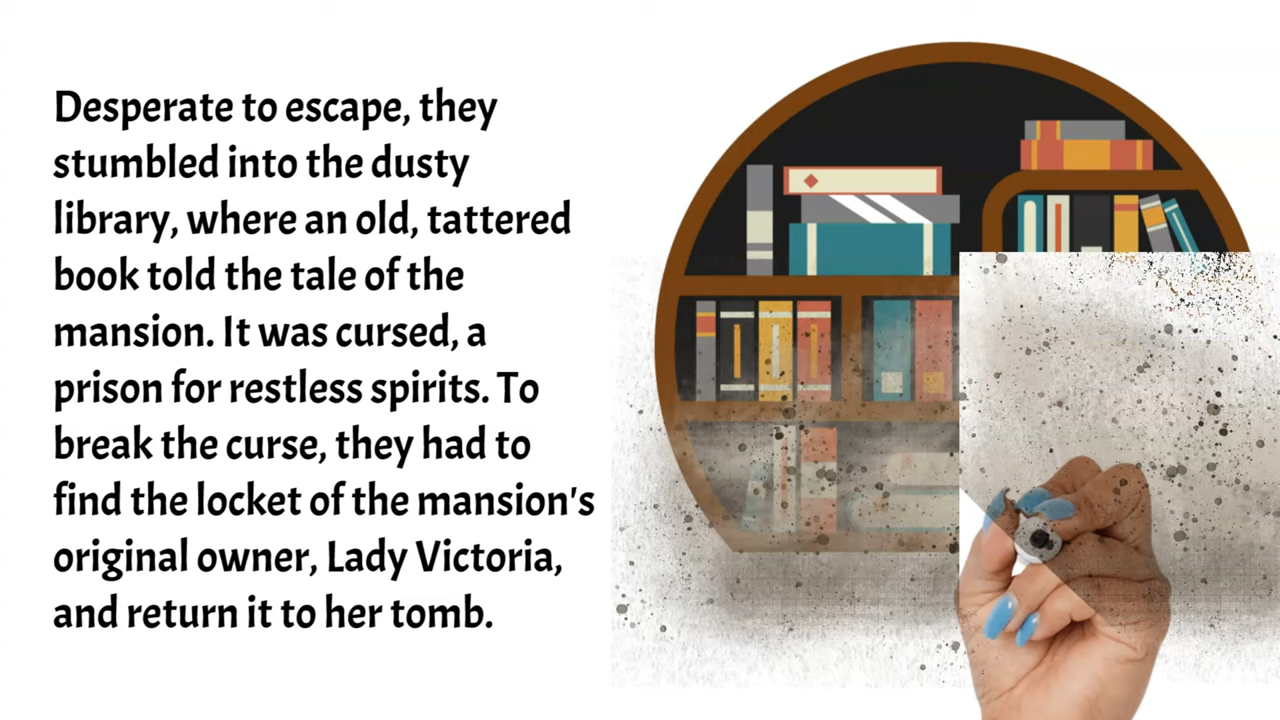 Desperate to escape, they
stumbled into the dusty
library, where an old, tattered
book told the tale of the
mansion. It was cursed, a
prison for restless spirits. To
break the curse, they had to
find the locket of the mansion's
original owner, Lady Victoria,
and return it to her tomb.